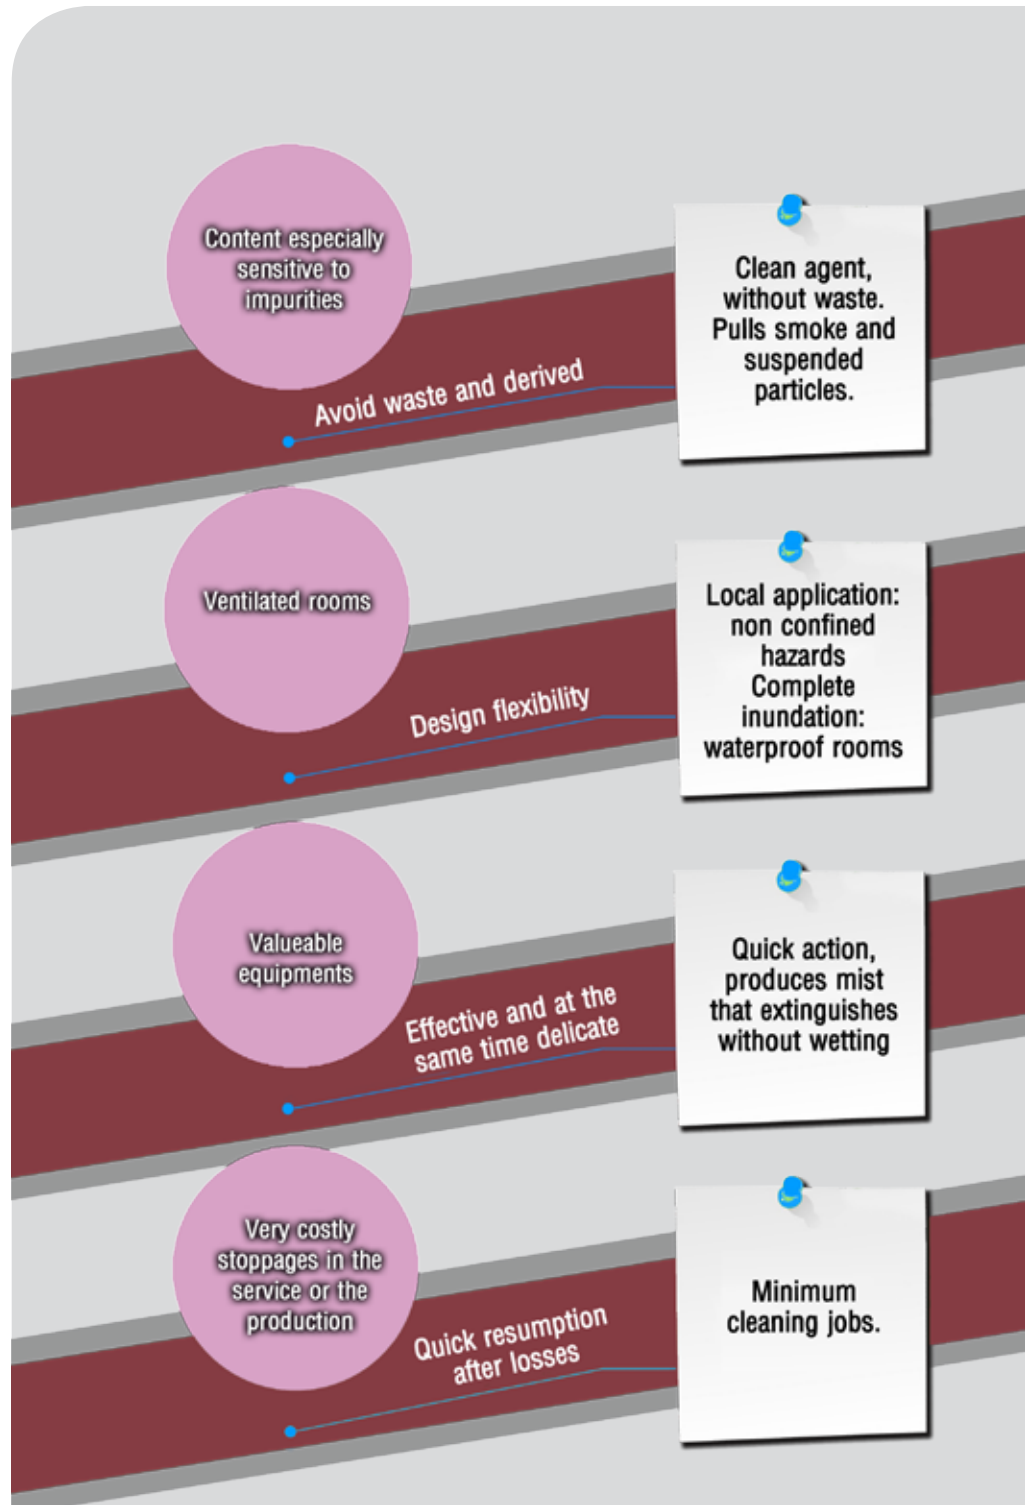 Content especially
sensitive to
impurities
Avoid waste and derived
Clean agent,
without waste.
Pulls smoke and
suspended
particles.
Ventilated rooms
Design flexibility
Local application:
non confined
hazards
Complete
inundation:
waterproof rooms
Valueable
equipments
Effective and at the
same time delicate
Quick action,
produces mist
that extinguishes
without wetting
Very costly
stoppages in the
service or the
production
Quick resumption
after losses
Minimum
cleaning jobs.